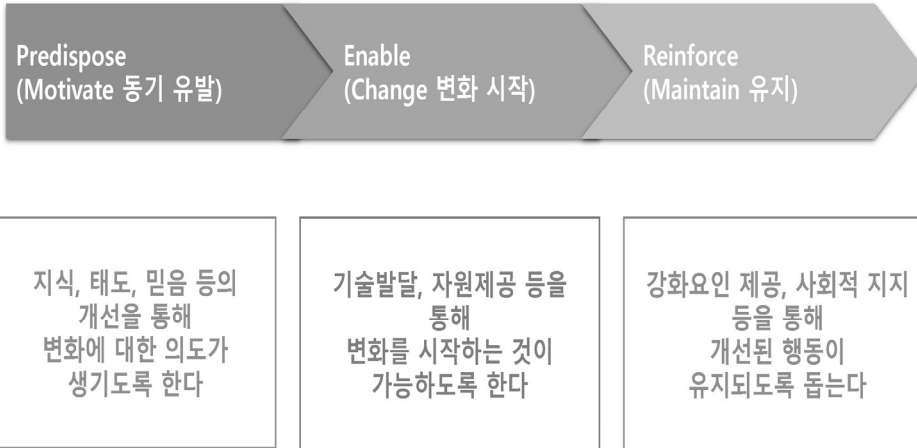 Predispose
(Motivate 동기 유발)
Enable
(Change 변화 시작)
Reinforce
(Maintain 유지)
지식, 태도, 믿음 등의
개선을 통해
변화에 대한 의도가
생기도록 한다
기술발달, 자원제공 등을
통해
변화를 시작하는 것이
가능하도록 한다
강화요인 제공, 사회적 지지
등을 통해
개선된 행동이
유지되도록 돕는다